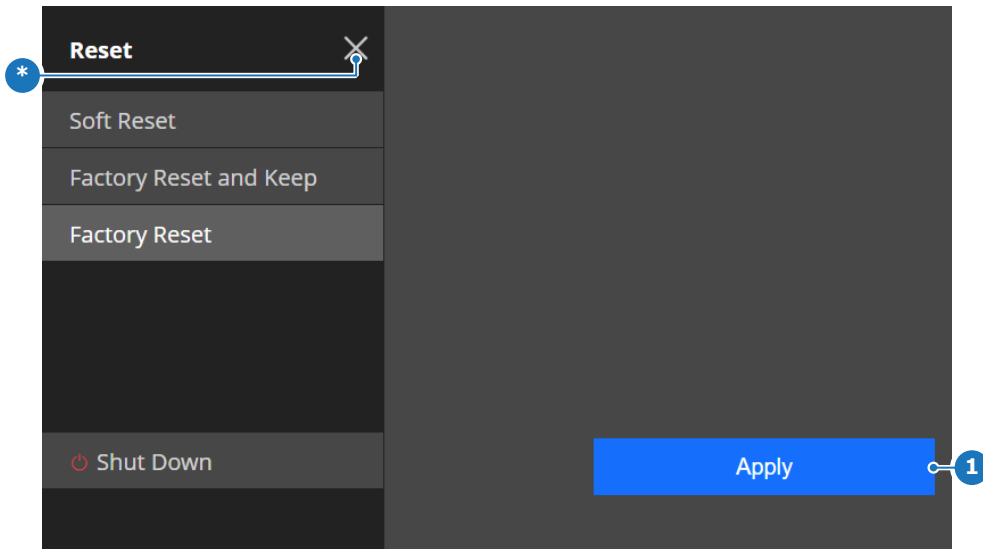 Reset
*
Soft Reset
Factory Reset and Keep
Factory Reset
Shut Down
Apply
1